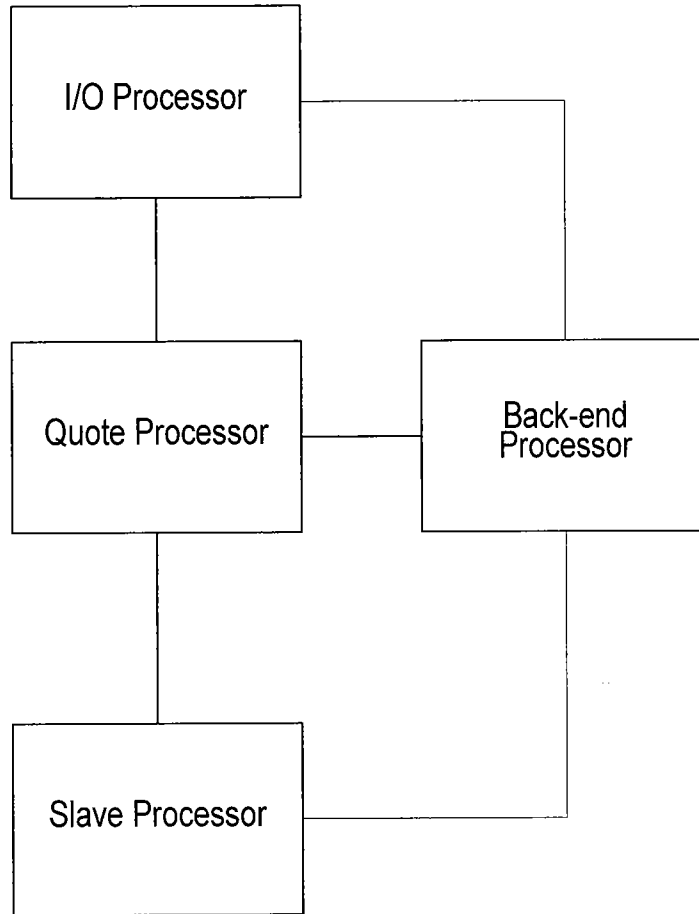 I/O Processor
Quote Processor
Back-end
Processor
Slave Processor